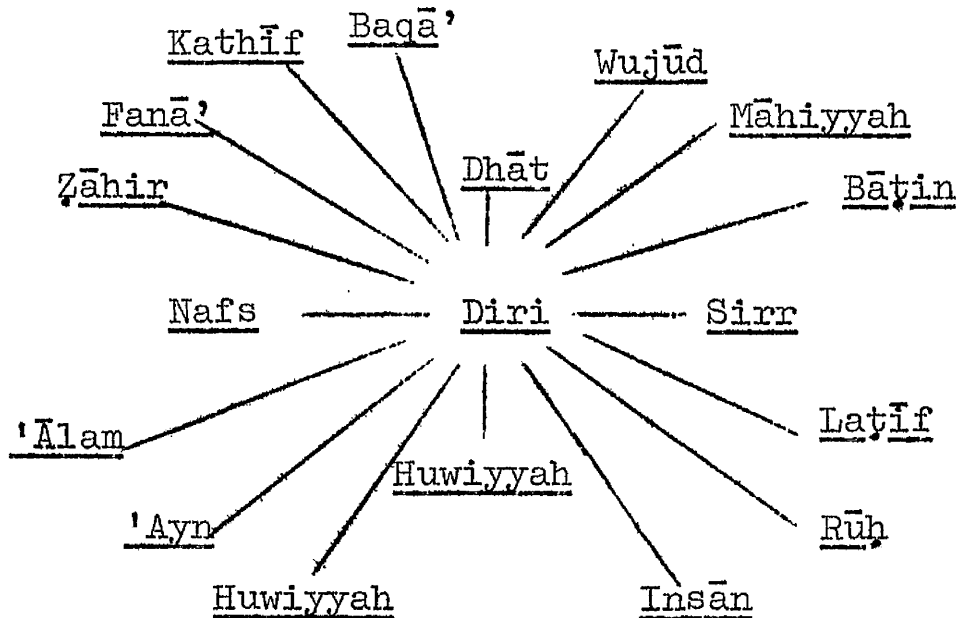 Baqā'
Kathīf
Wujūd
Fanā'
Māhiyyah
Dhāt
Ẓāhir
Bāṭin
Nafs
Diri
Sirr
'Ālam
Laṭīf
Huwiyyah
'Ayn
Rūḥ
Huwiyyah
Insān